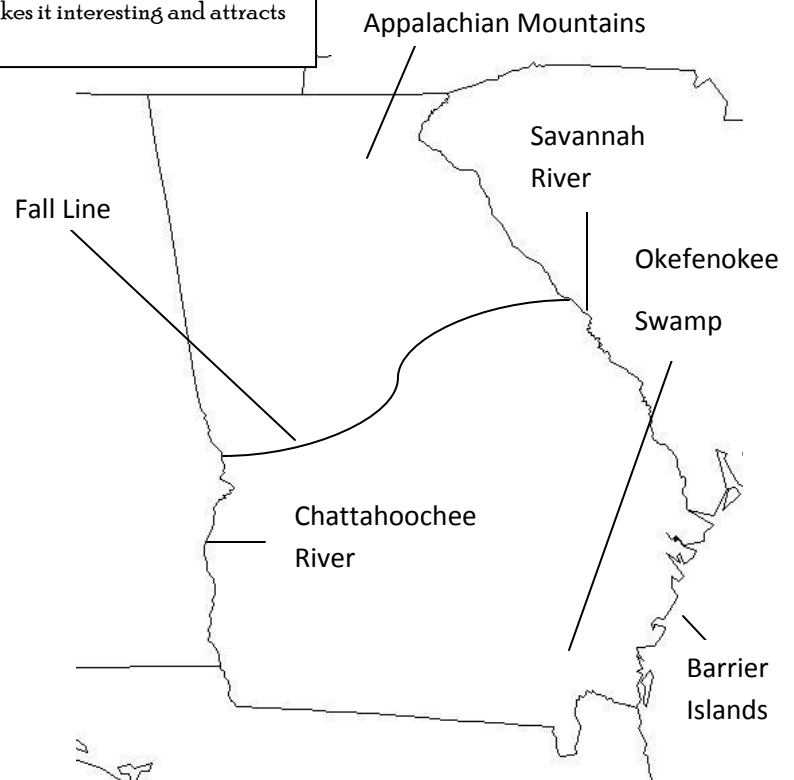 kes it interesting and attracts
Appalachian Mountains
Savannah
River
Fall Line
Okefenokee
Swamp
Chattahoochee
River
Barrier
Islands